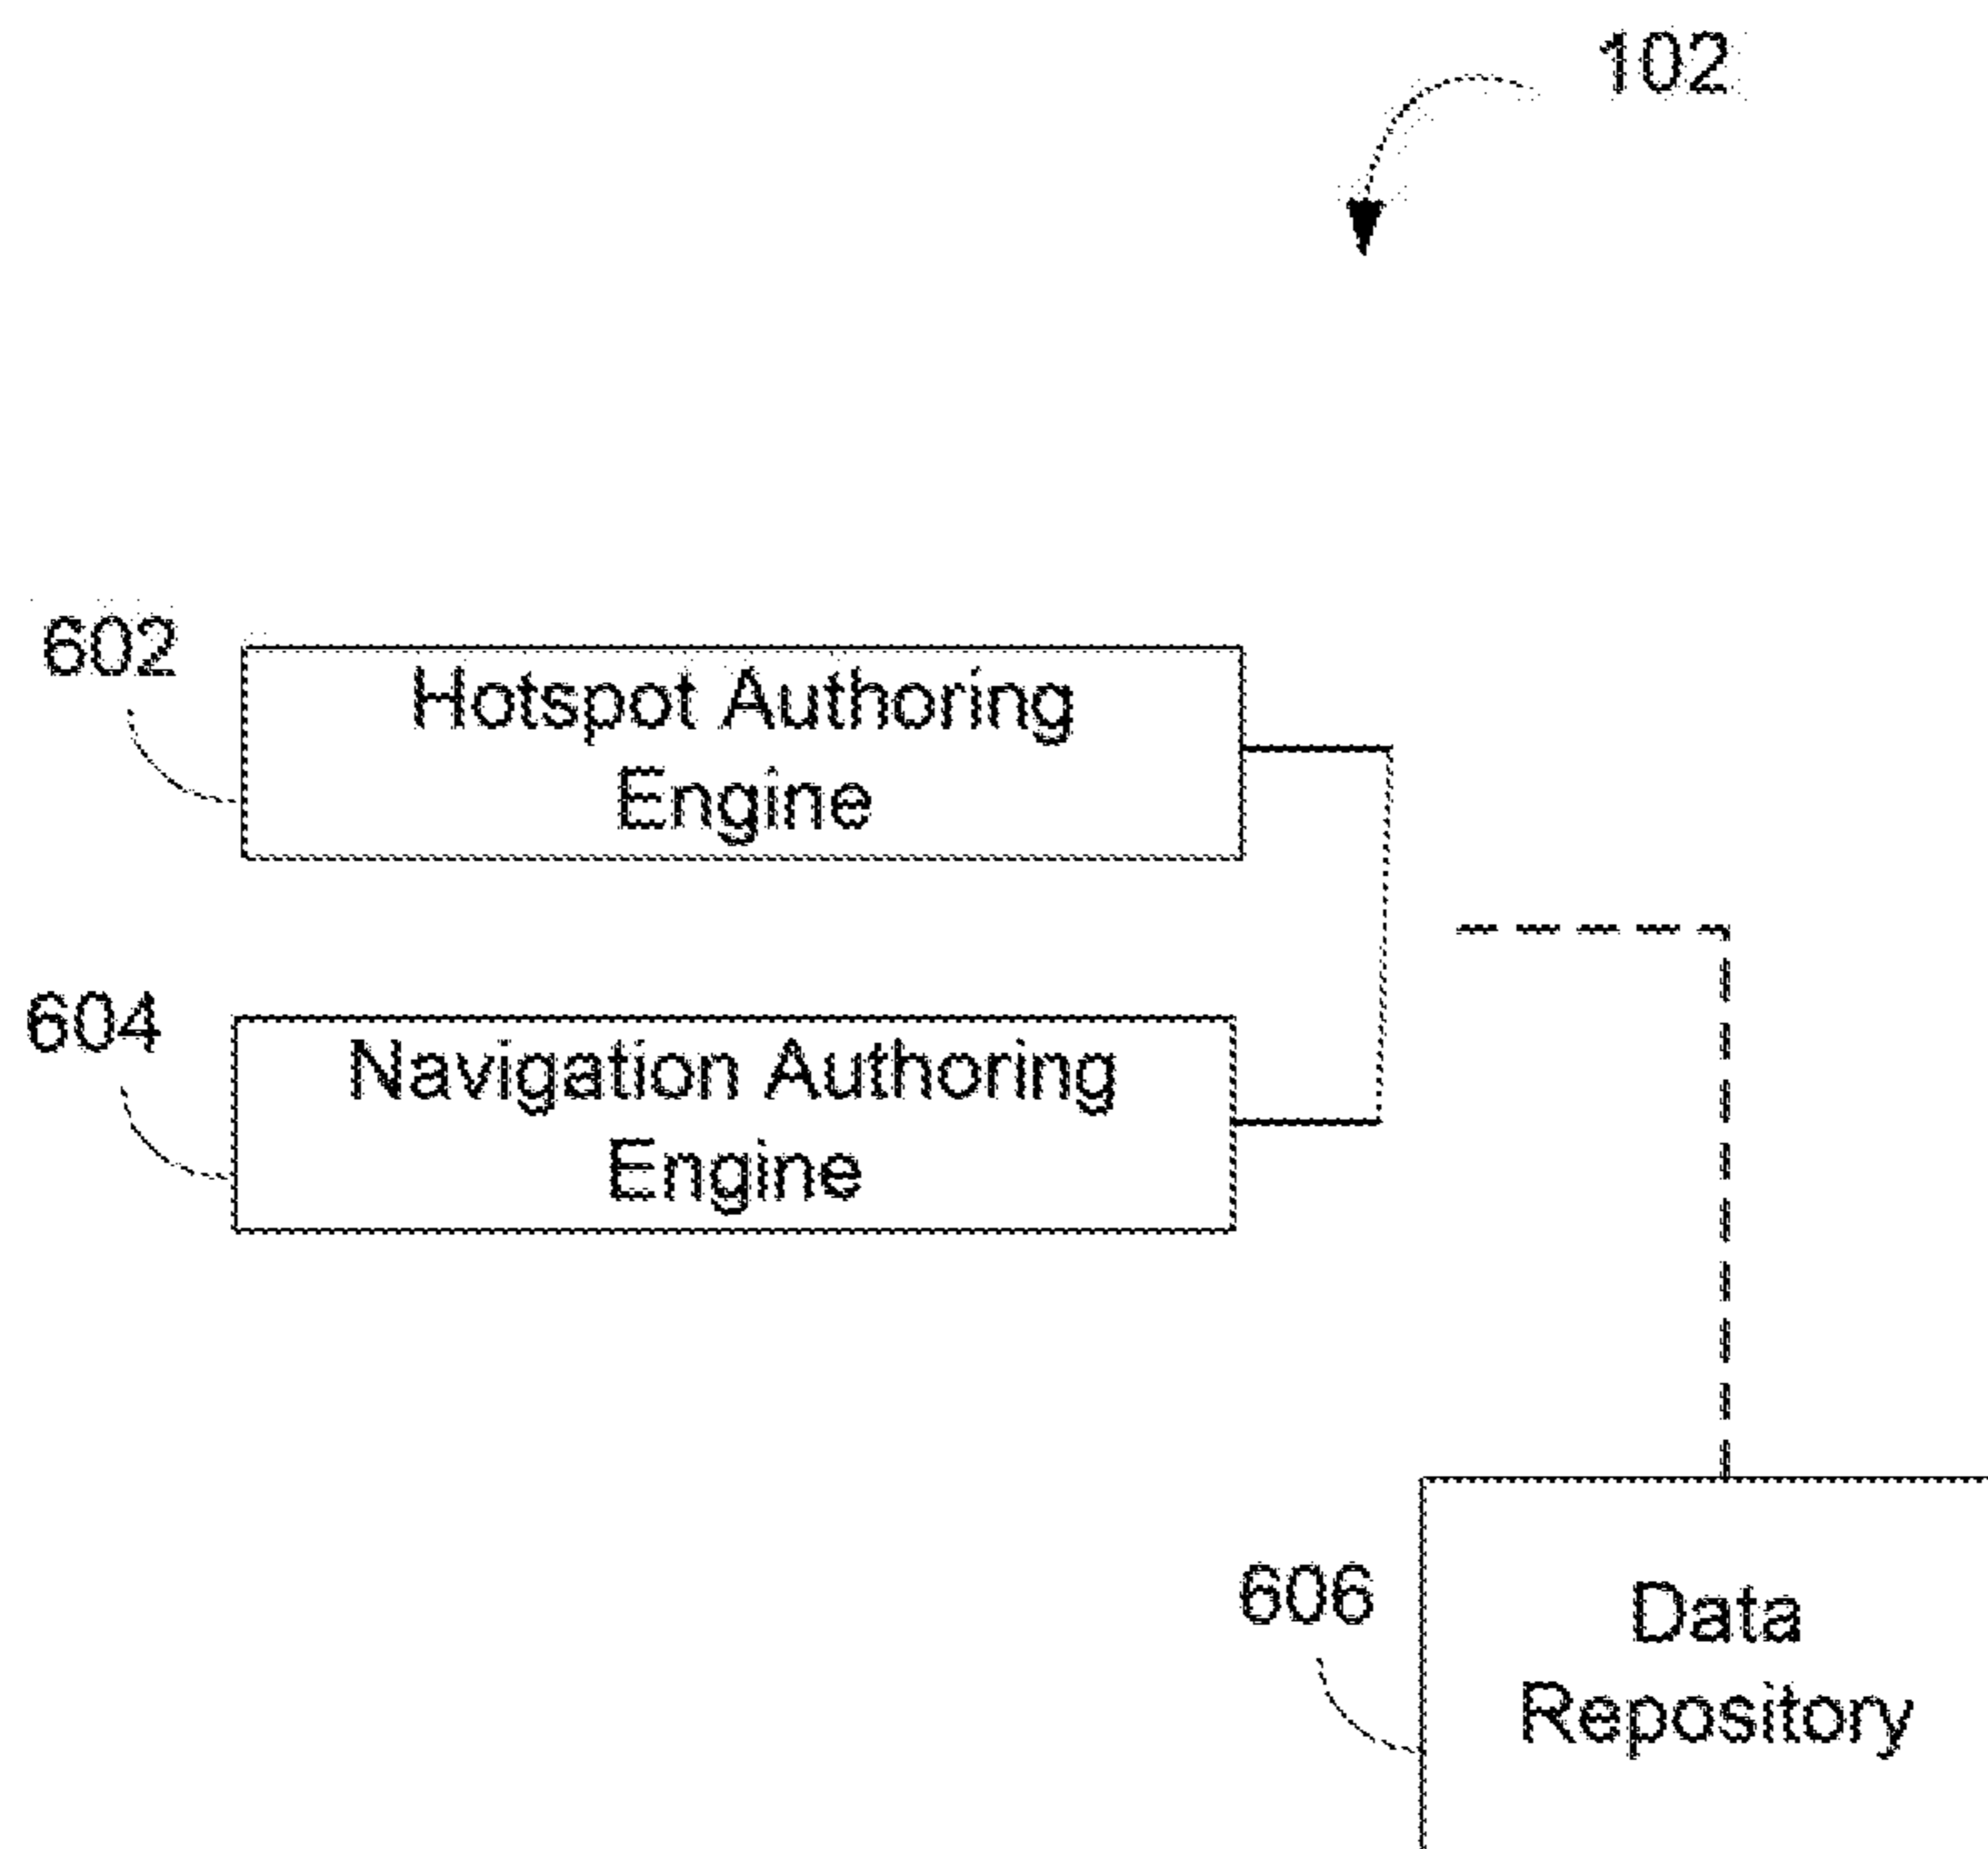 102
602
Hotspot Authoring
Engine
604
Navigation Authoring
Engine
606
Data
Repository